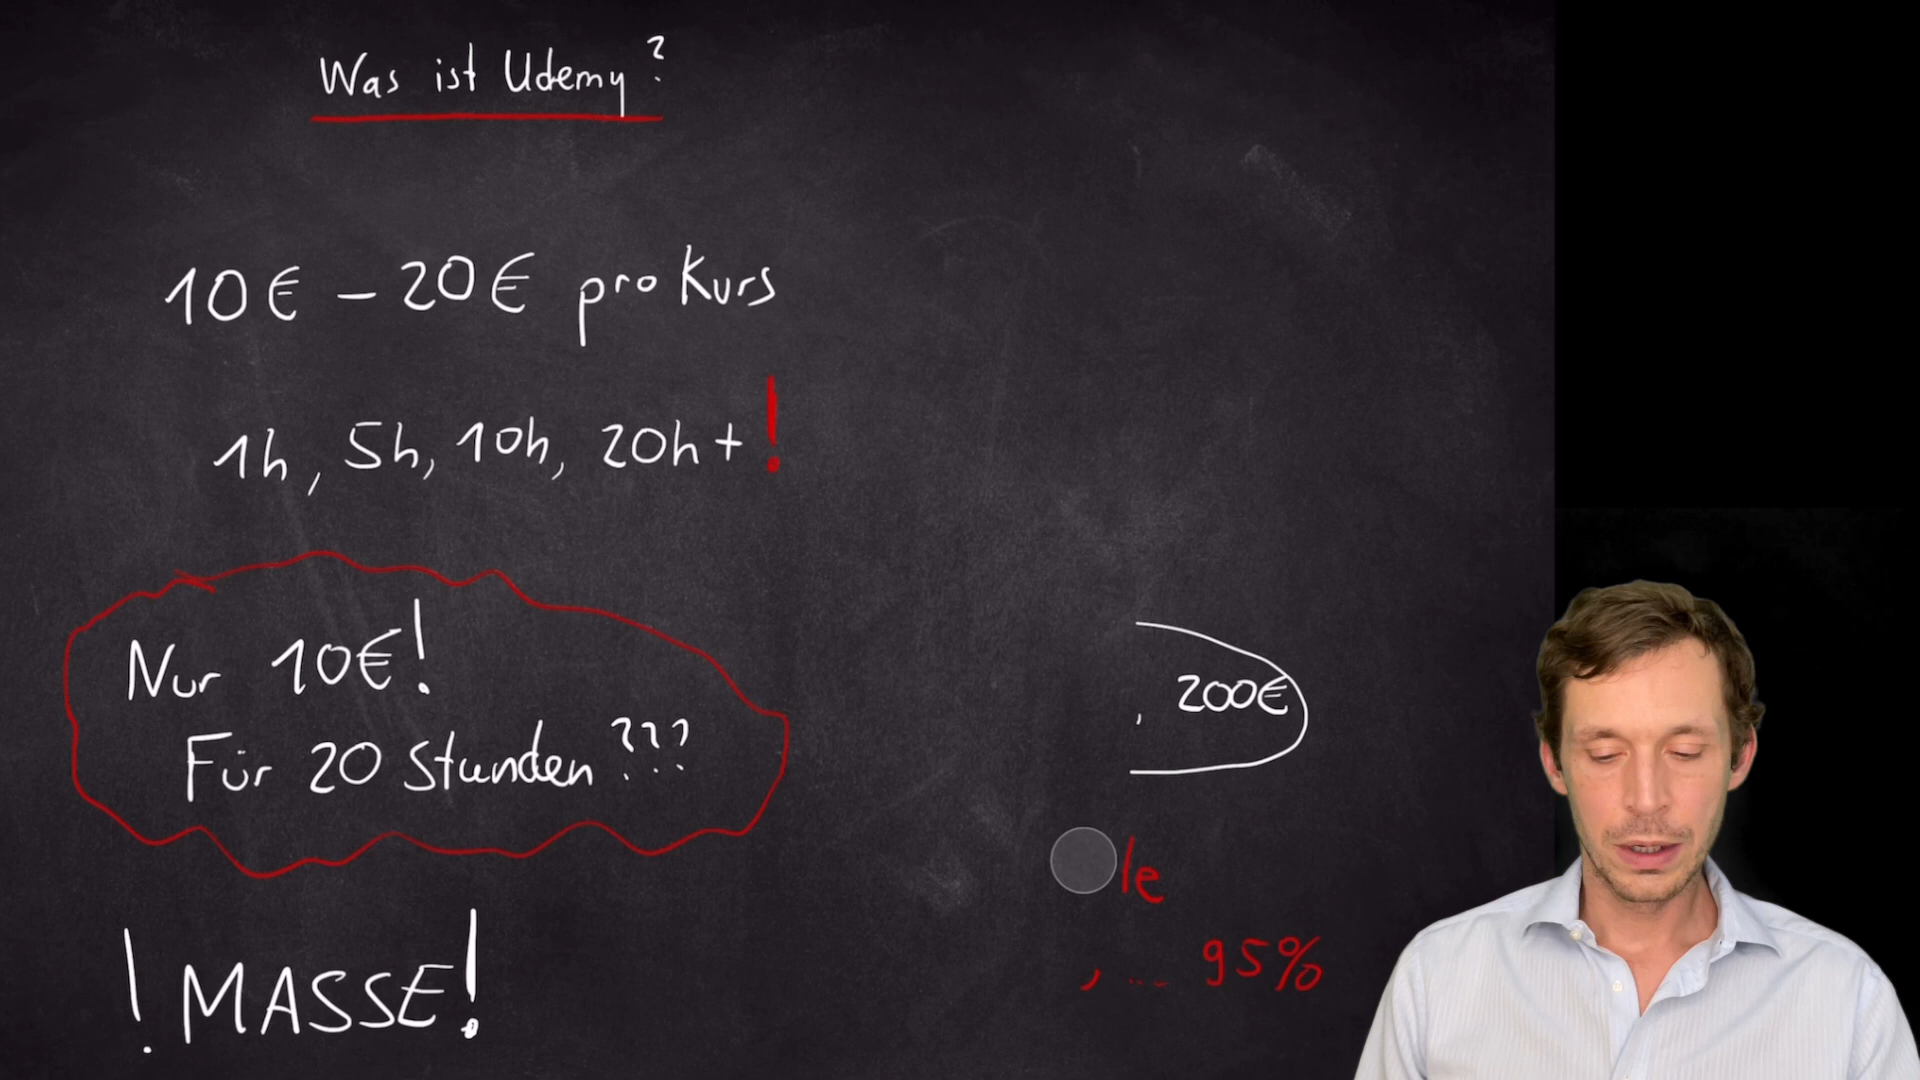 Was ist Udemy?
10€ – 20€ pro Kurs
1h, 5h, 10h, 20h+!
Nur 10€!
Für 20 Stunden???
! MASSE!
, 200€
le
, ... 95%